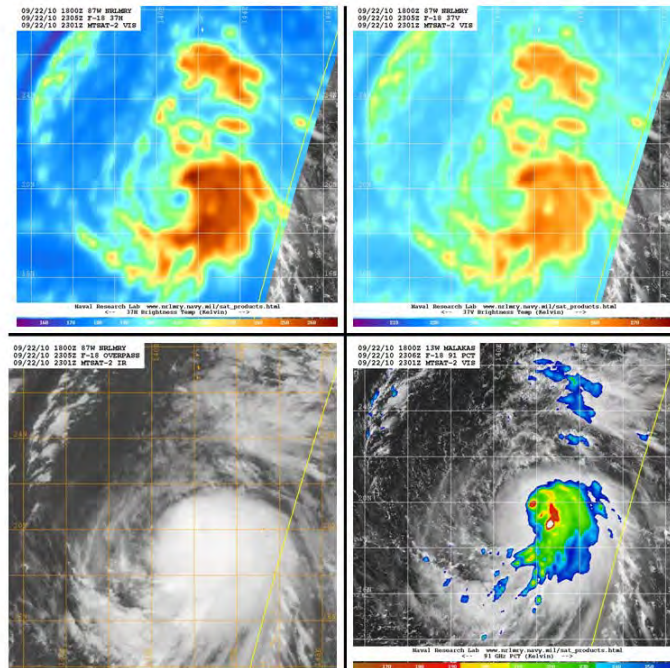 09/22/10 1800Z 87W NRLMRY
09/22/10 2305Z F-18 37H
09/22/10 2301Z MTSAT-2 VIS
Naval Research Lab www.nrlmry.navy.mil/sat_products.html
<-- 37H Brightness Temp (Kelvin) -->
09/22/10 1800Z 87W NRLMRY
09/22/10 2305Z F-18 37V
09/22/10 2301Z MTSAT-2 VIS
Naval Research Lab www.nrlmry.navy.mil/sat_products.html
<-- 37V Brightness Temp (Kelvin) -->
09/22/10 1800Z 87W NRLMRY
09/22/10 2305Z F-18 OVERPASS
09/22/10 2301Z MTSAT-2 IR
09/22/10 1800Z 13W MALAKAS
09/22/10 2306Z F-18 91 PCT
09/22/10 2301Z MTSAT-2 VIS
Naval Research Lab www.nrlmry.navy.mil/sat_products.html
<-- 91 GHz PCT (Kelvin) -->